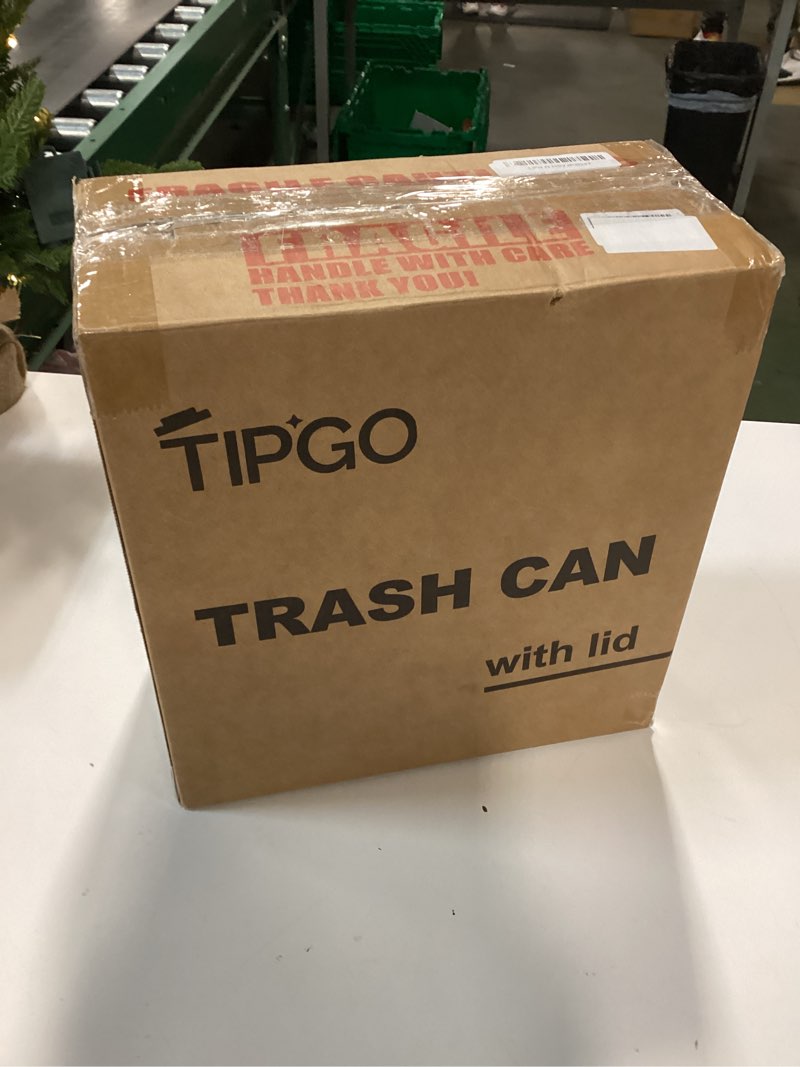 HANDLE WITH CARE
THANK YOU!
TIPGO
TRASH CAN
with lid